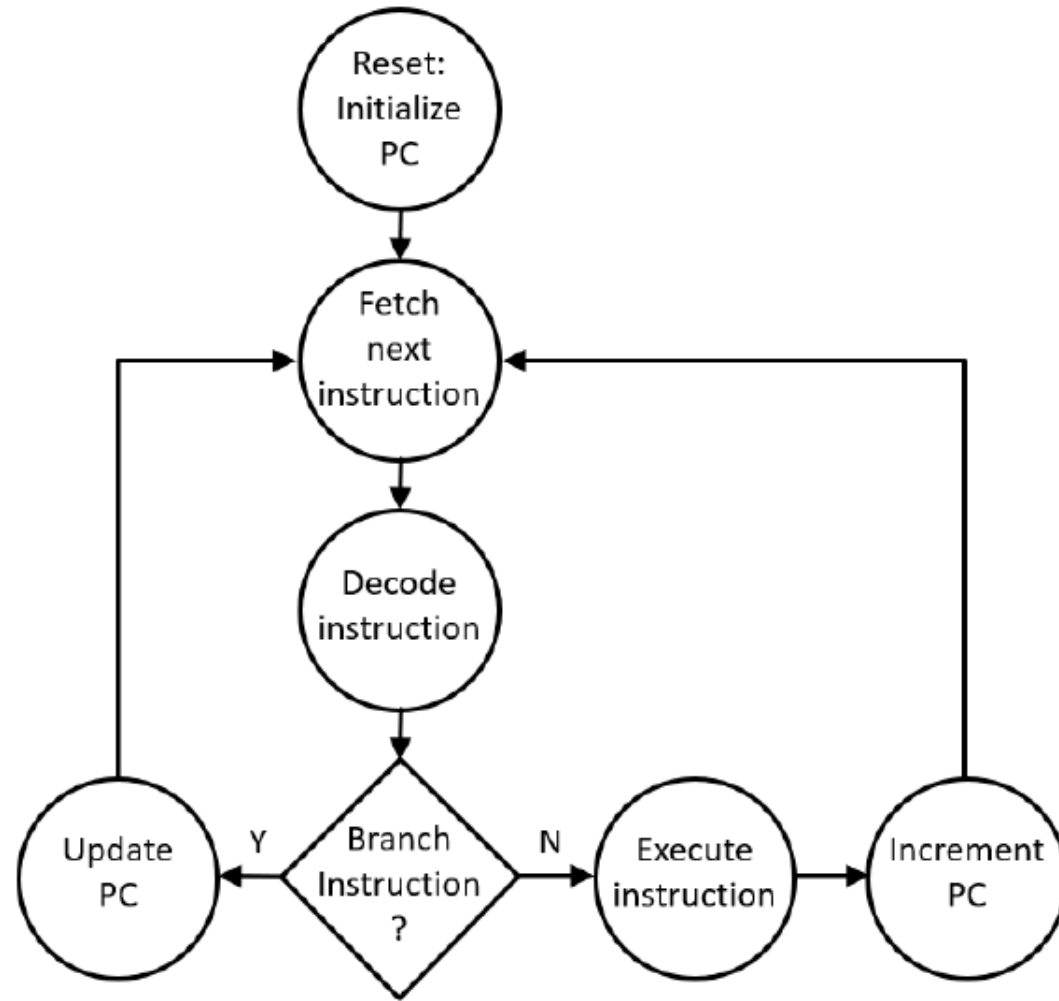 Reset:
Initialize
PC
Fetch
next
instruction
Decode
instruction
Update
PC
Y
Branch
Instruction
?
N
Execute
instruction
Increment
PC